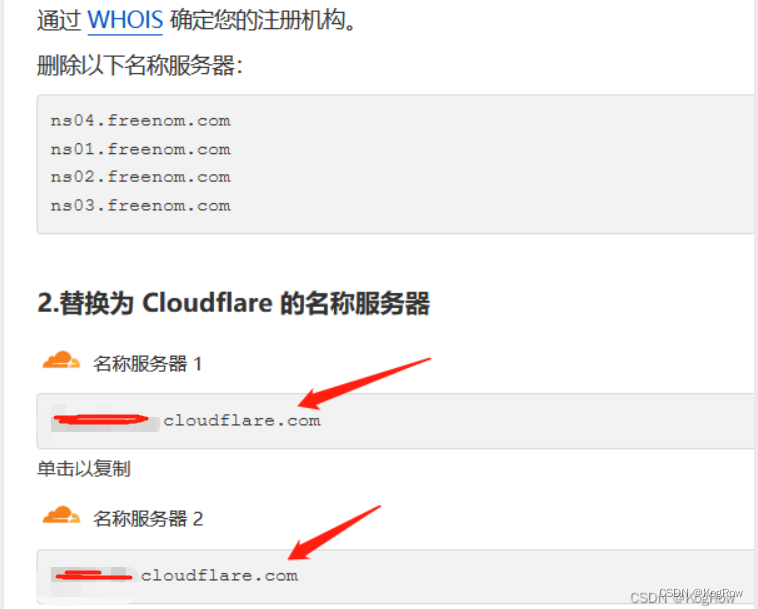 通过 WHOIS 确定您的注册机构。
删除以下名称服务器：
ns04.freenom.com
ns01.freenom.com
ns02.freenom.com
ns03.freenom.com
2.替换为 Cloudflare 的名称服务器
名称服务器 1
cloudflare.com
单击以复制
名称服务器 2
cloudflare.com
CSDN @KogRow
CSDN @KogRow